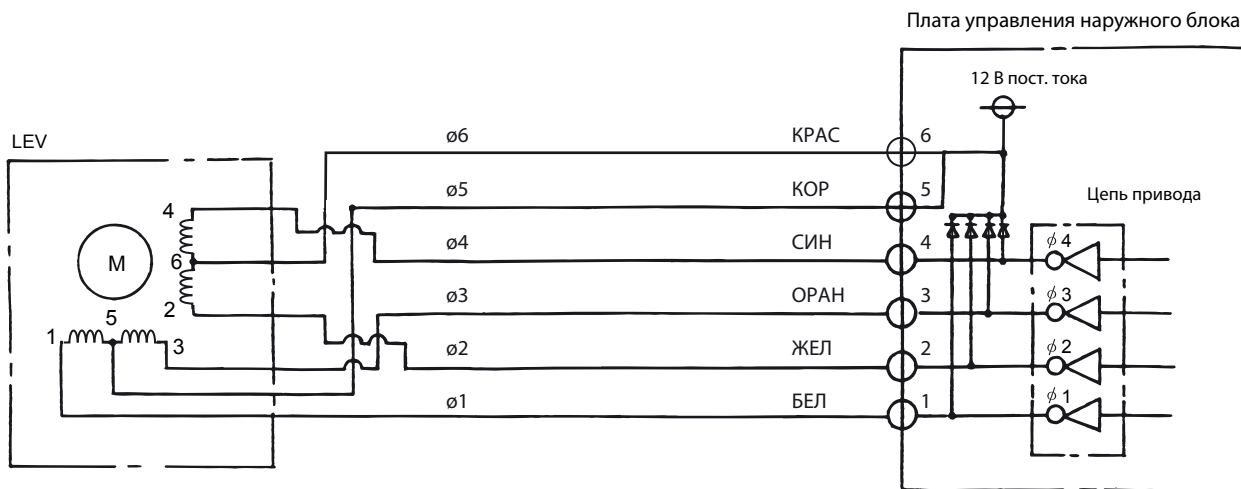 Плата управления наружного блока
12 В пост. тока
LEV
ø6 КРАС 6
ø5 КОР 5
Цепь привода
4
ø4 СИН 4 ϕ 4
6
M
ø3 ОРАН 3 ϕ 3
2
5
1 3
ø2 ЖЕЛ 2 ϕ 2
ø1 БЕЛ 1 ϕ 1